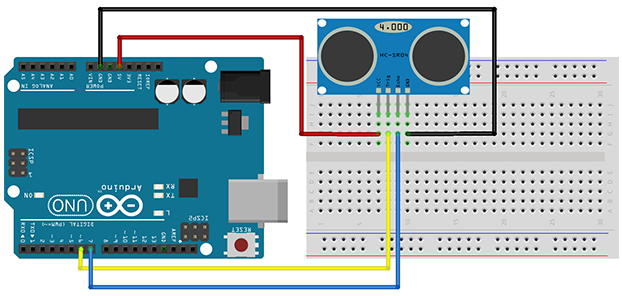 4.000
HC-SR04
VCC
Trig
Echo
GND
A5
A4
A3
A2
A1
A0
VIN
GND
GND
5V
3V3
RESET
IOREF
ANALOG IN
POWER
ICSP
ON
UNO
Arduino
RX
TX
L
ICSP2
RESET
DIGITAL (PWM~)
RX0◄0
TX0►1
2
~3
4
~5
~6
7
8
~9
~10
~11
12
13
GND
AREF